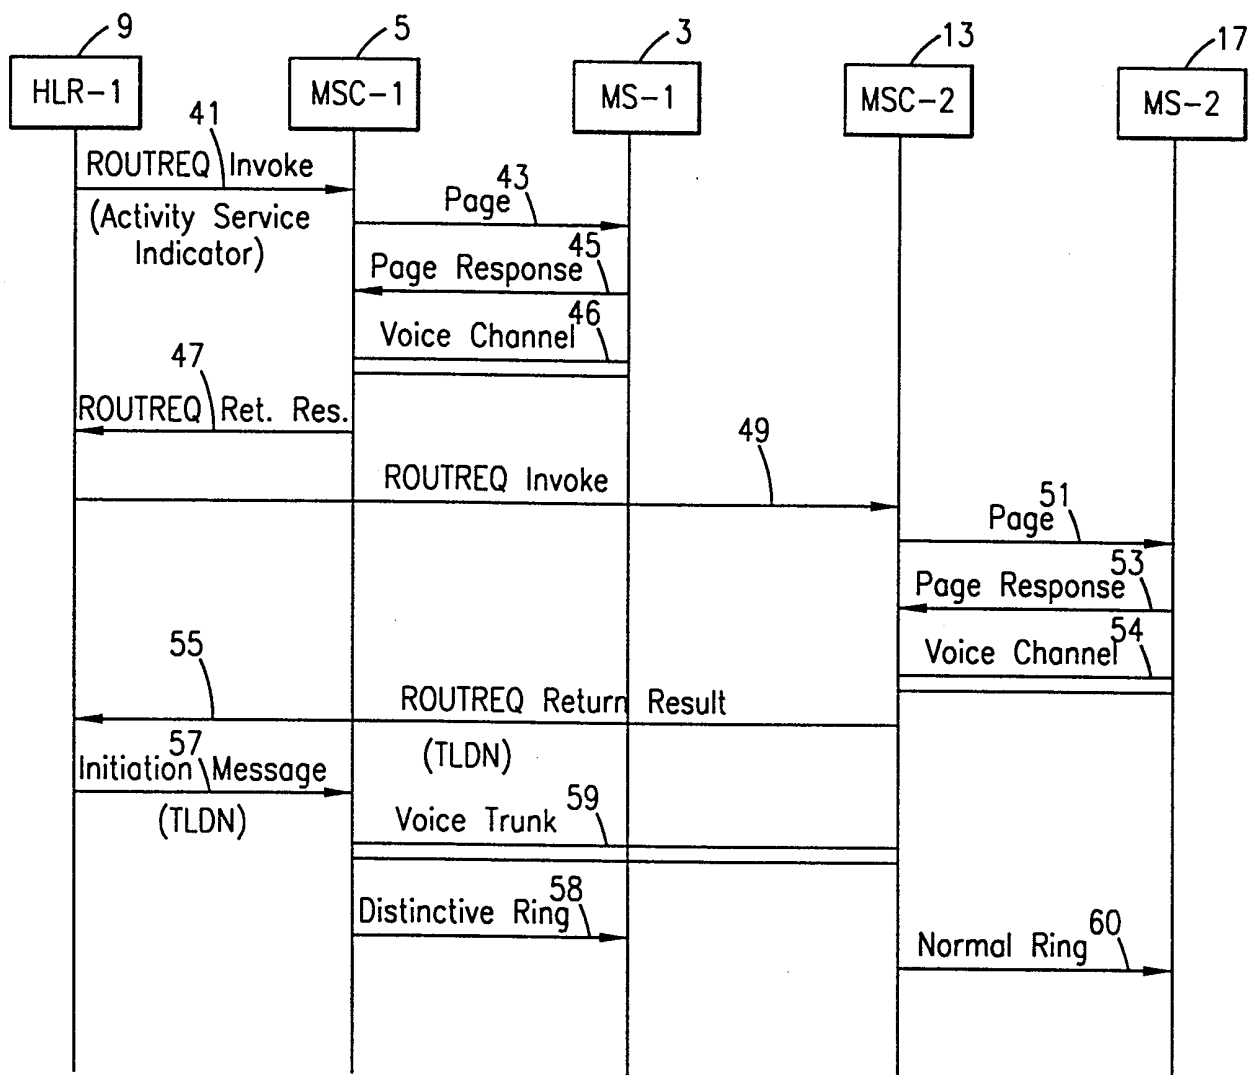 9
5
3
13
17
HLR-1
MSC-1
MS-1
MSC-2
MS-2
41
ROUTREQ Invoke
(Activity Service
Indicator)
43
Page
45
Page Response
46
Voice Channel
47
ROUTREQ Ret. Res.
49
ROUTREQ Invoke
51
Page
53
Page Response
54
Voice Channel
55
ROUTREQ Return Result
(TLDN)
57
Initiation Message
(TLDN)
59
Voice Trunk
58
Distinctive Ring
60
Normal Ring